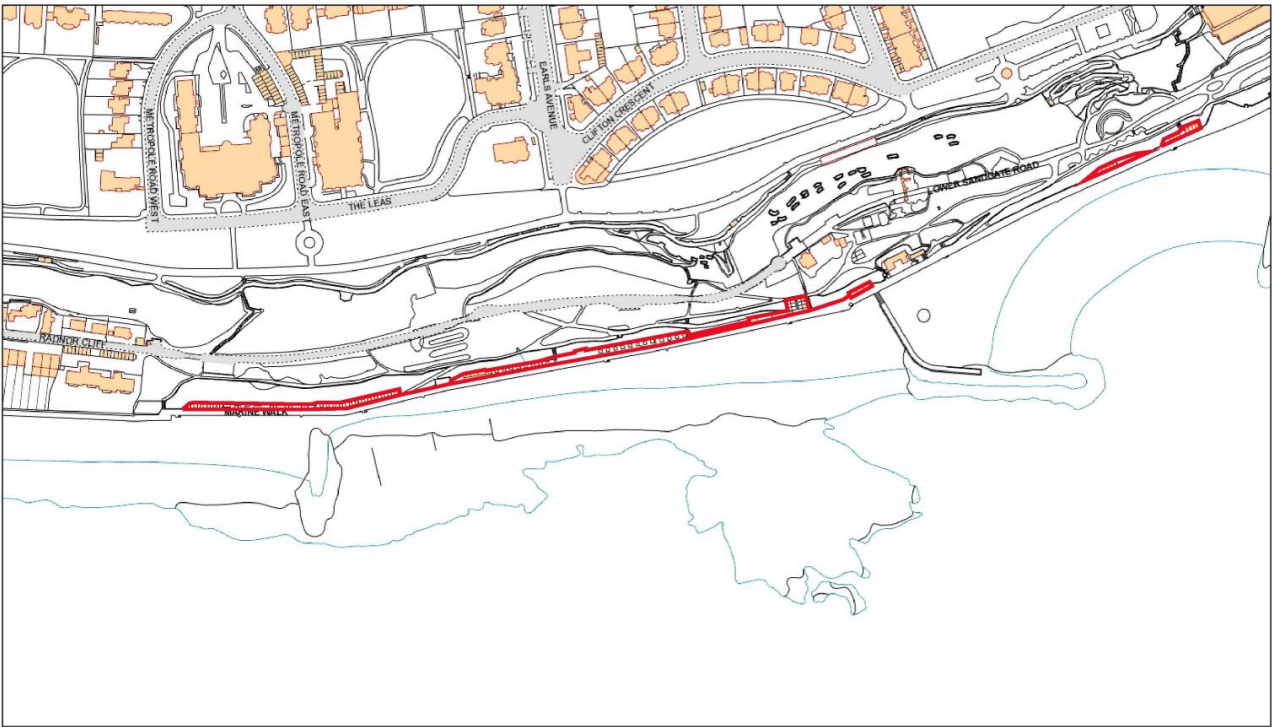 EARLS AVENUE
CLIFTON CRESCENT
METROPOLE ROAD WEST
METROPOLE ROAD EAST
LOWER SANDGATE ROAD
THE LEAS
RADNOR CLIFF
MARINE WALK